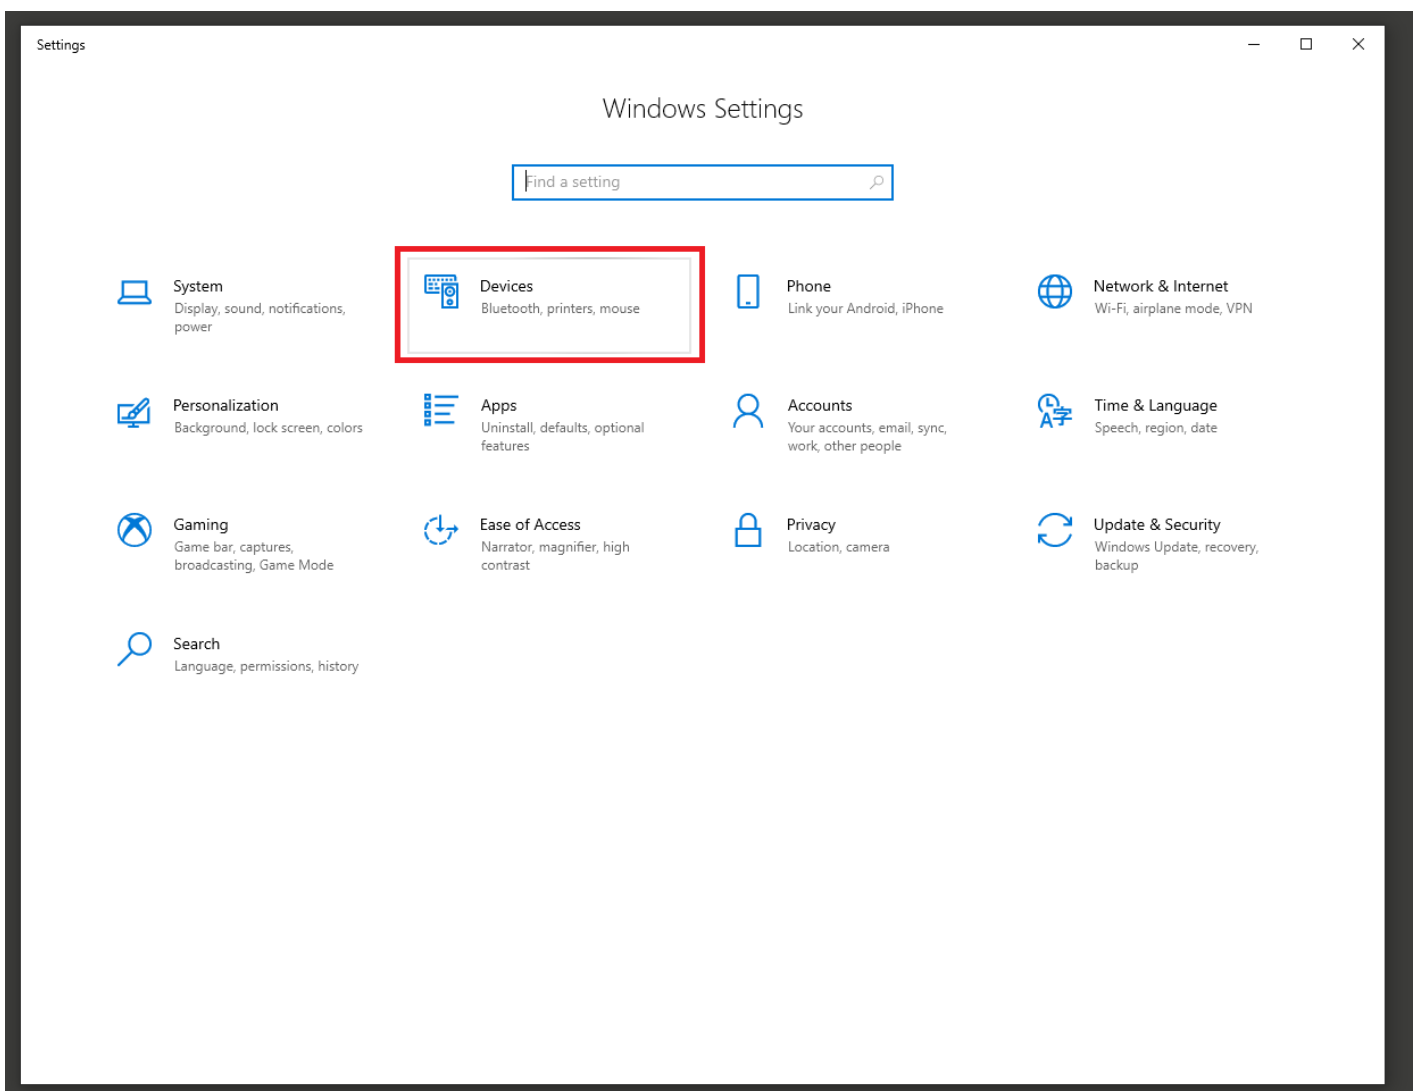 Settings
Windows Settings
Find a setting
System
Display, sound, notifications,
power
Devices
Bluetooth, printers, mouse
Phone
Link your Android, iPhone
Network & Internet
Wi-Fi, airplane mode, VPN
Personalization
Background, lock screen, colors
Apps
Uninstall, defaults, optional
features
Accounts
Your accounts, email, sync,
work, other people
Time & Language
Speech, region, date
Gaming
Game bar, captures,
broadcasting, Game Mode
Ease of Access
Narrator, magnifier, high
contrast
Privacy
Location, camera
Update & Security
Windows Update, recovery,
backup
Search
Language, permissions, history